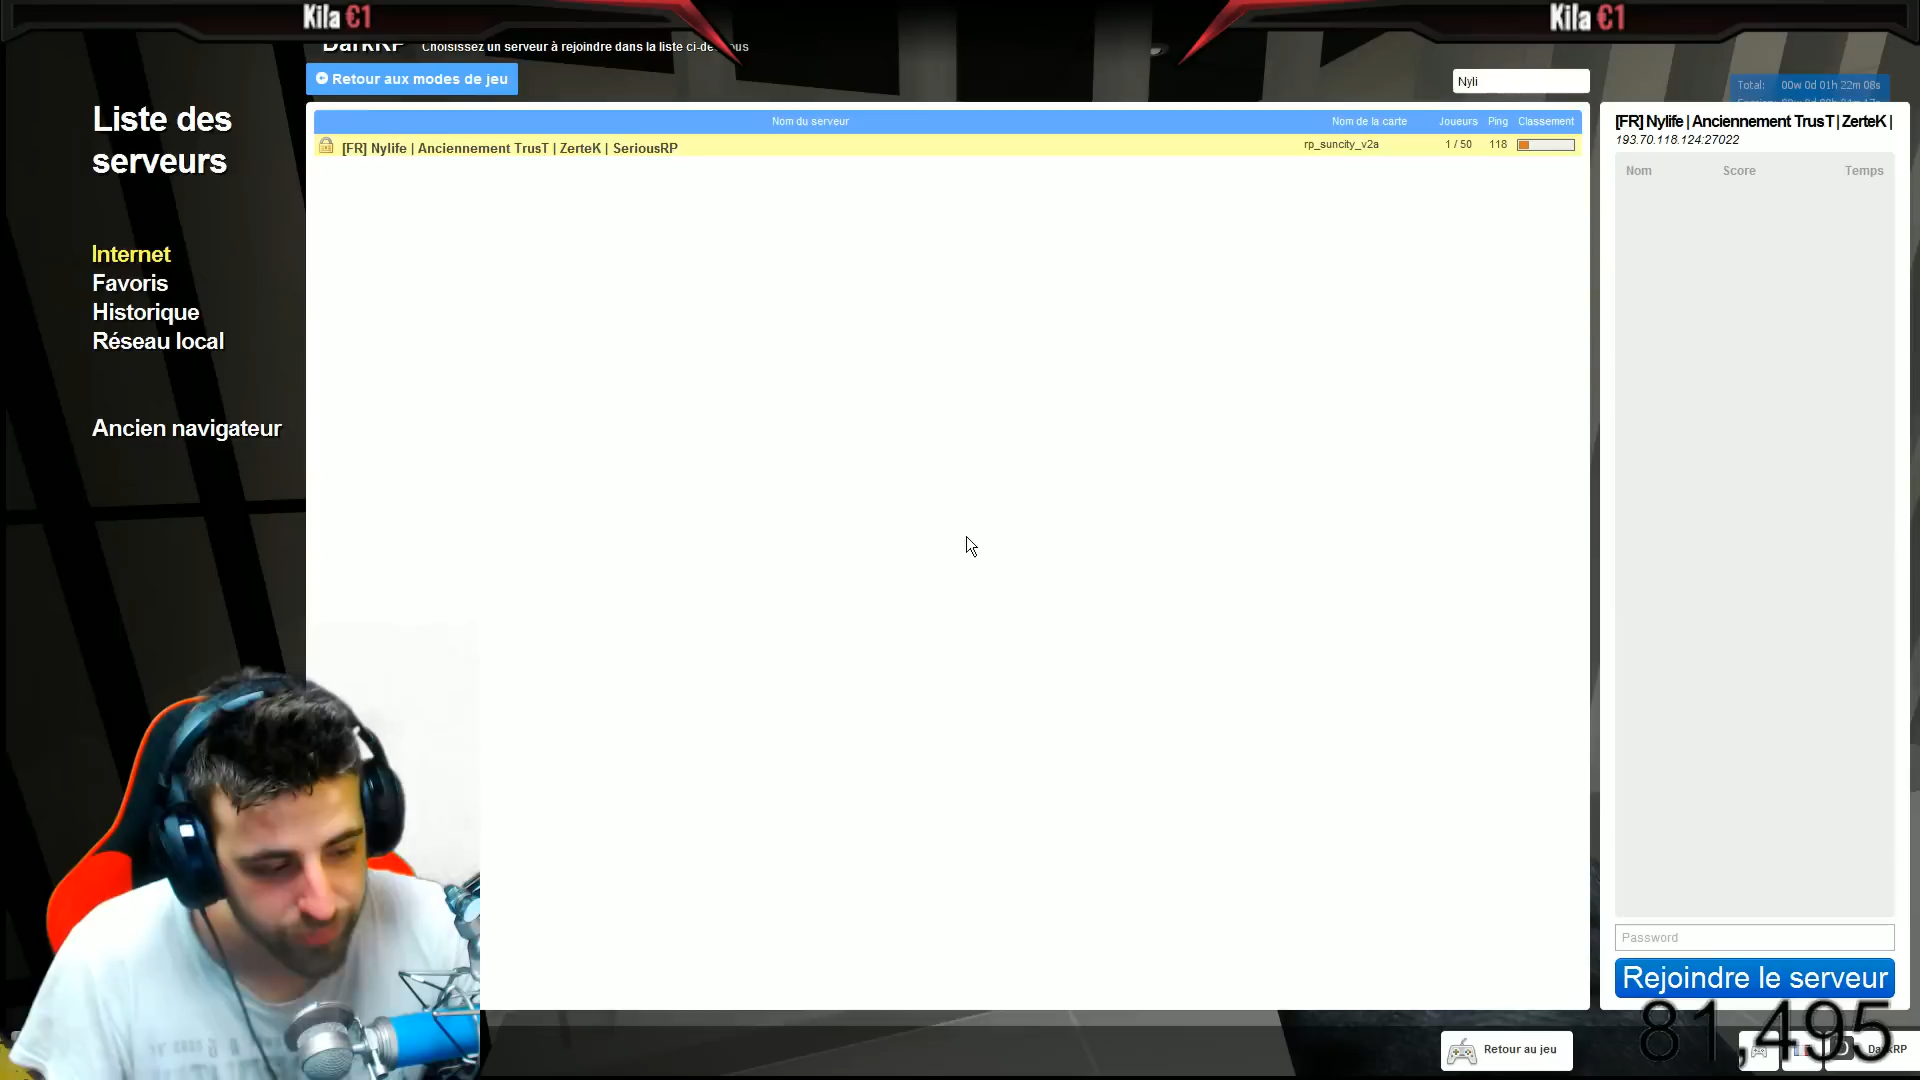 Kila €1
Kila €1
DarkRP Choisissez un serveur à rejoindre dans la liste ci-dessous
Retour aux modes de jeu
Nyli
Total: 00w 0d 01h 22m 08s
Liste des
serveurs
Internet
Favoris
Historique
Réseau local
Ancien navigateur
Nom du serveur Nom de la carte Joueurs Ping Classement
[FR] Nylife | Anciennement TrusT | ZerteK | SeriousRP rp_suncity_v2a 1 / 50 118
[FR] Nylife | Anciennement TrusT | ZerteK |
193.70.118.124:27022
Nom Score Temps
Password
Rejoindre le serveur
81,495
Retour au jeu
DarkRP